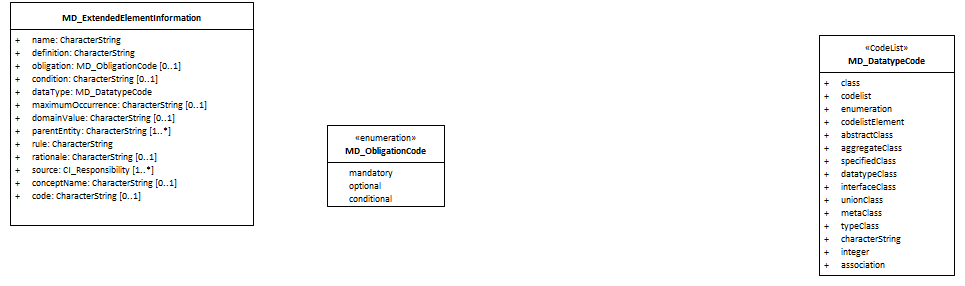 MD_ExtendedElementInformation
+ name: CharacterString
+ definition: CharacterString
+ obligation: MD_ObligationCode [0..1]
+ condition: CharacterString [0..1]
+ dataType: MD_DatatypeCode
+ maximumOccurrence: CharacterString [0..1]
+ domainValue: CharacterString [0..1]
+ parentEntity: CharacterString [1..*]
+ rule: CharacterString
+ rationale: CharacterString [0..1]
+ source: CI_Responsibility [1..*]
+ conceptName: CharacterString [0..1]
+ code: CharacterString [0..1]
«enumeration»
MD_ObligationCode
mandatory
optional
conditional
«CodeList»
MD_DatatypeCode
+ class
+ codelist
+ enumeration
+ codelistElement
+ abstractClass
+ aggregateClass
+ specifiedClass
+ datatypeClass
+ interfaceClass
+ unionClass
+ metaClass
+ typeClass
+ characterString
+ integer
+ association